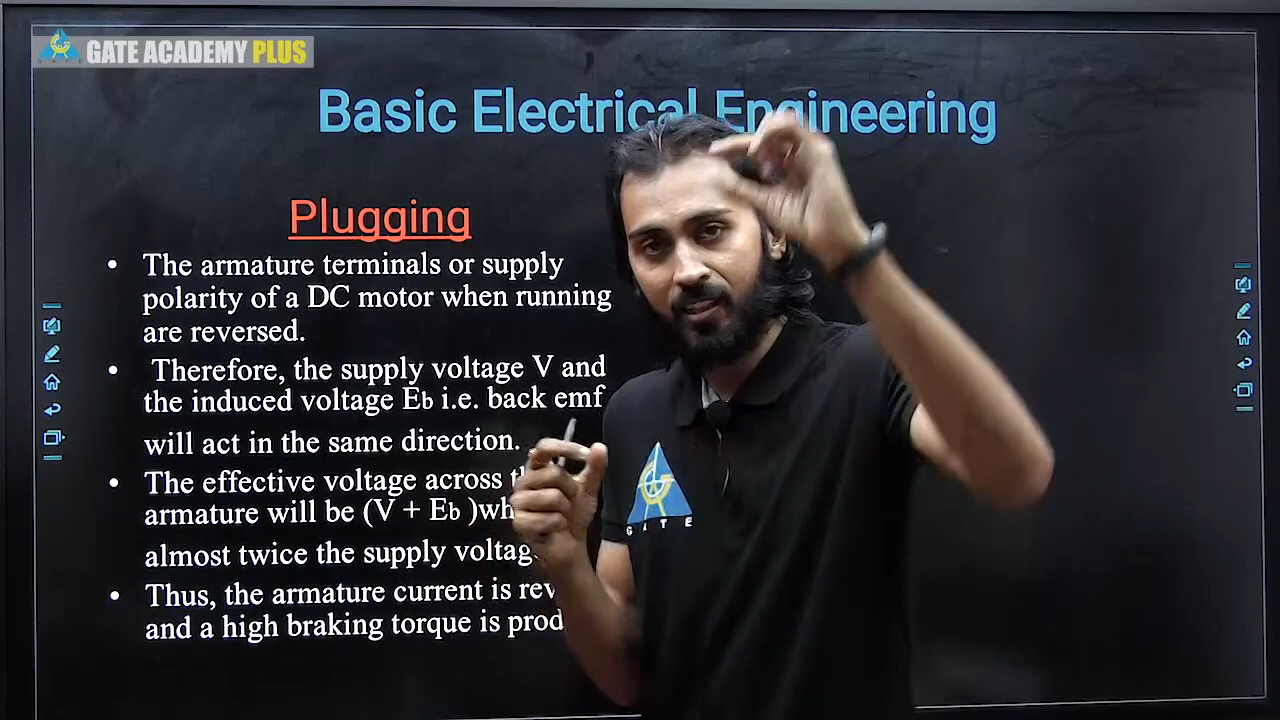 GATE ACADEMY PLUS
Basic Electrical Engineering
Plugging
• The armature terminals or supply
polarity of a DC motor when running
are reversed.
• Therefore, the supply voltage V and
the induced voltage Eb i.e. back emf
will act in the same direction.
• The effective voltage across
armature will be (V + Eb )
almost twice the supply
• Thus, the armature current is
and a high braking torque is
GATE